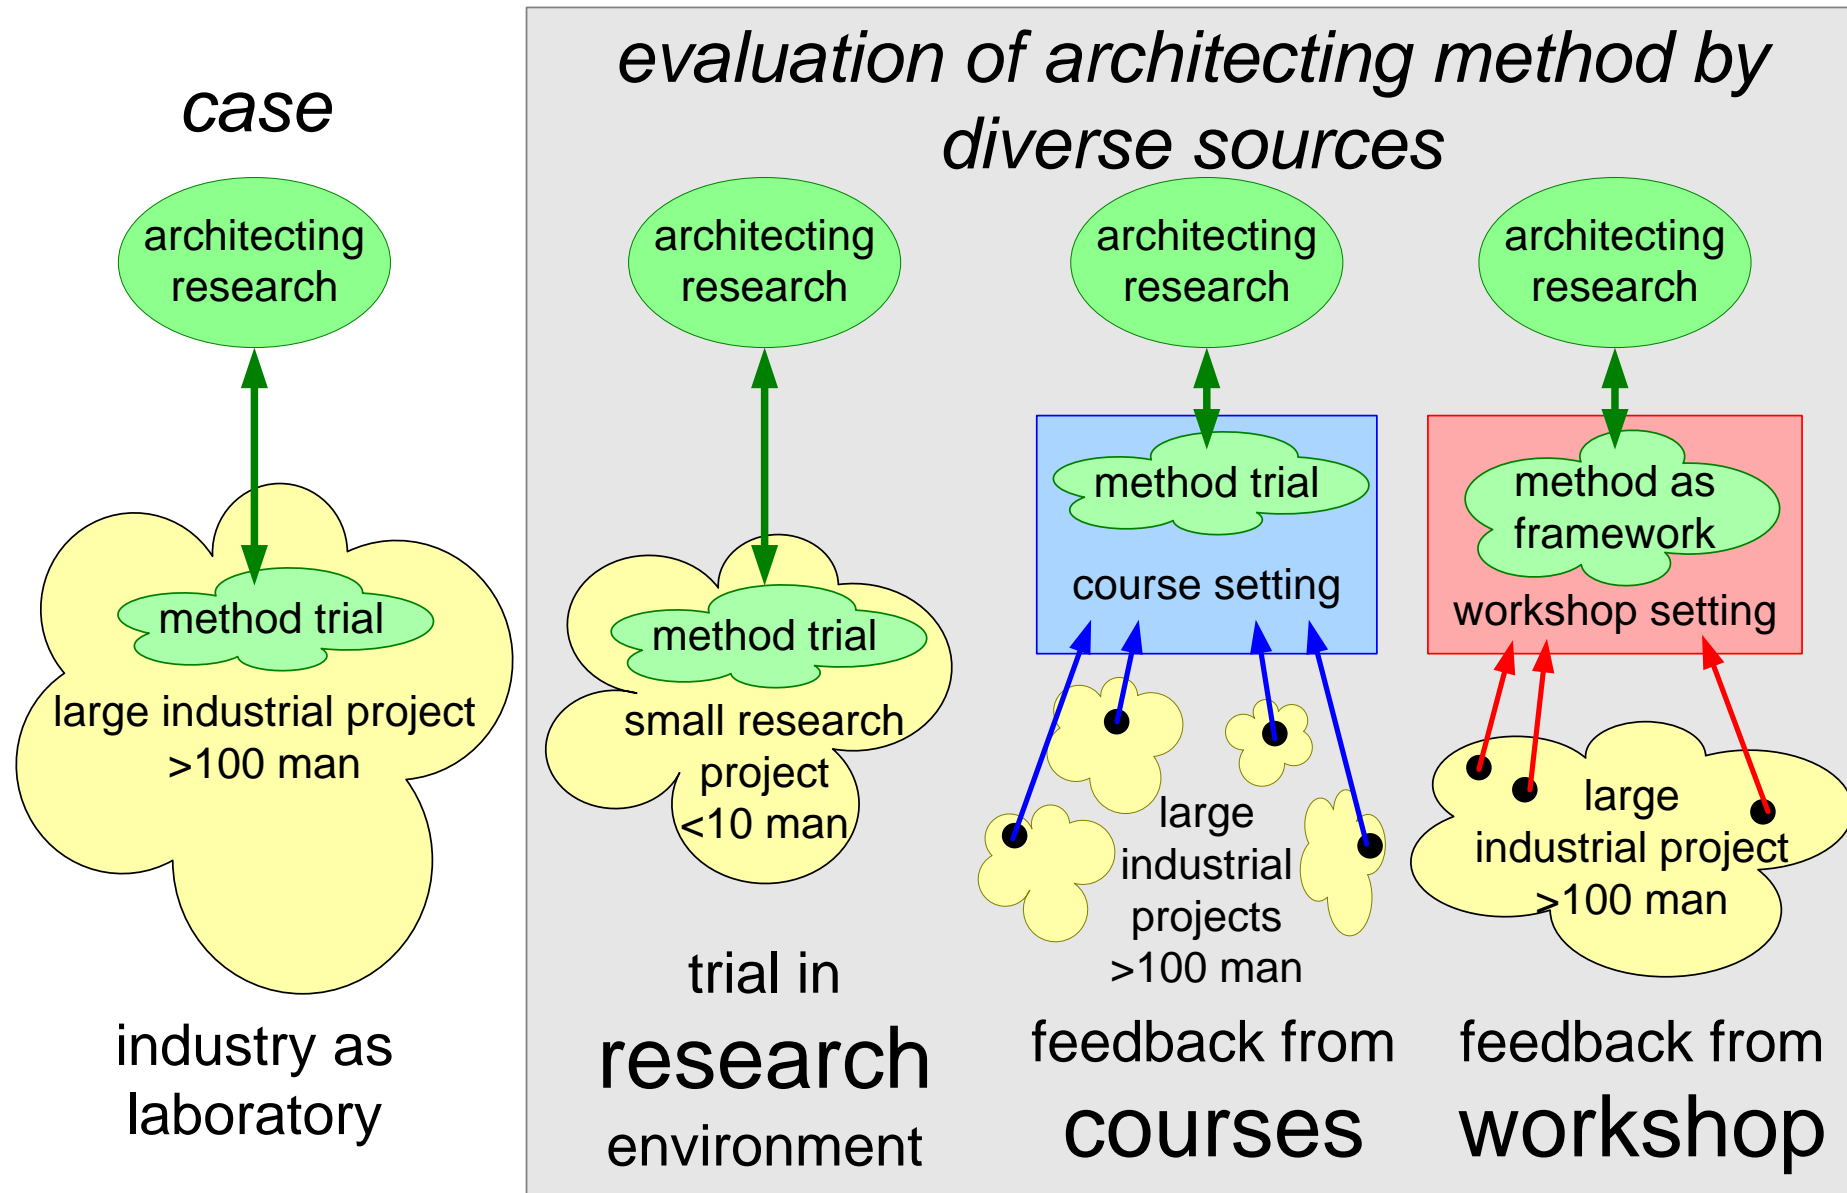 case
architecting
research
method trial
large industrial project
>100 man
industry as
laboratory
evaluation of architecting method by
diverse sources
architecting
research
method trial
small research
project
<10 man
trial in
research
environment
architecting
research
method trial
course setting
large
industrial
projects
>100 man
feedback from
courses
architecting
research
method as
framework
workshop setting
large
industrial project
>100 man
feedback from
workshop